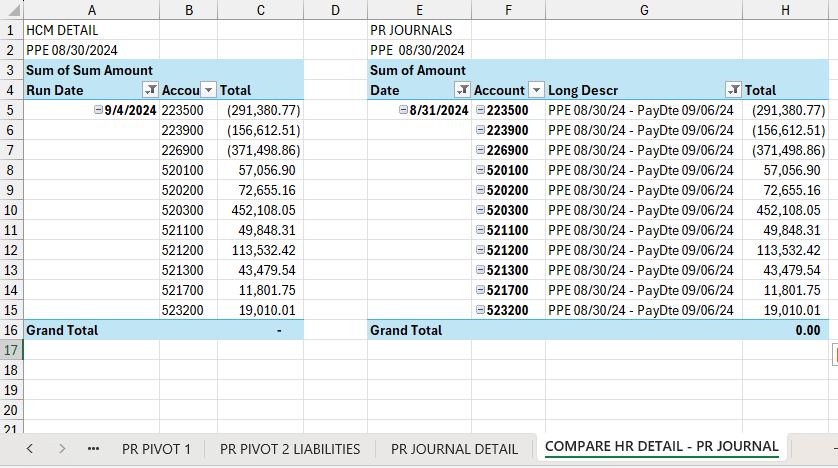 A B C D E F G H
1 HCM DETAIL PR JOURNALS
2 PPE 08/30/2024 PPE 08/30/2024
3 Sum of Sum Amount Sum of Amount
4 Run Date Accou Total Date Account Long Descr Total
5 9/4/2024 223500 (291,380.77) 8/31/2024 223500 PPE 08/30/24 - PayDte 09/06/24 (291,380.77)
6 223900 (156,612.51) 223900 PPE 08/30/24 - PayDte 09/06/24 (156,612.51)
7 226900 (371,498.86) 226900 PPE 08/30/24 - PayDte 09/06/24 (371,498.86)
8 520100 57,056.90 520100 PPE 08/30/24 - PayDte 09/06/24 57,056.90
9 520200 72,655.16 520200 PPE 08/30/24 - PayDte 09/06/24 72,655.16
10 520300 452,108.05 520300 PPE 08/30/24 - PayDte 09/06/24 452,108.05
11 521100 49,848.31 521100 PPE 08/30/24 - PayDte 09/06/24 49,848.31
12 521200 113,532.42 521200 PPE 08/30/24 - PayDte 09/06/24 113,532.42
13 521300 43,479.54 521300 PPE 08/30/24 - PayDte 09/06/24 43,479.54
14 521700 11,801.75 521700 PPE 08/30/24 - PayDte 09/06/24 11,801.75
15 523200 19,010.01 523200 PPE 08/30/24 - PayDte 09/06/24 19,010.01
16 Grand Total - Grand Total 0.00
17
18
19
20
21
PR PIVOT 1 PR PIVOT 2 LIABILITIES PR JOURNAL DETAIL COMPARE HR DETAIL - PR JOURNAL